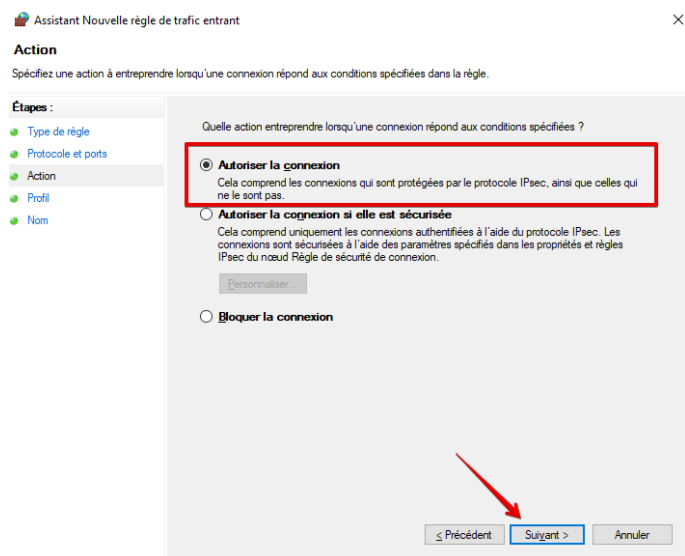 Assistant Nouvelle règle de trafic entrant
Action
Spécifiez une action à entreprendre lorsqu'une connexion répond aux conditions spécifiées dans la règle.
Étapes :
Type de règle
Protocole et ports
Action
Profil
Nom
Quelle action entreprendre lorsqu'une connexion répond aux conditions spécifiées ?
Autoriser la connexion
Cela comprend les connexions qui sont protégées par le protocole IPsec, ainsi que celles qui
ne le sont pas.
Autoriser la connexion si elle est sécurisée
Cela comprend uniquement les connexions authentifiées à l'aide du protocole IPsec. Les
connexions sont sécurisées à l'aide des paramètres spécifiés dans les propriétés et règles
IPsec du nœud Règle de sécurité de connexion.
Personnaliser...
Bloquer la connexion
< Précédent
Suivant >
Annuler